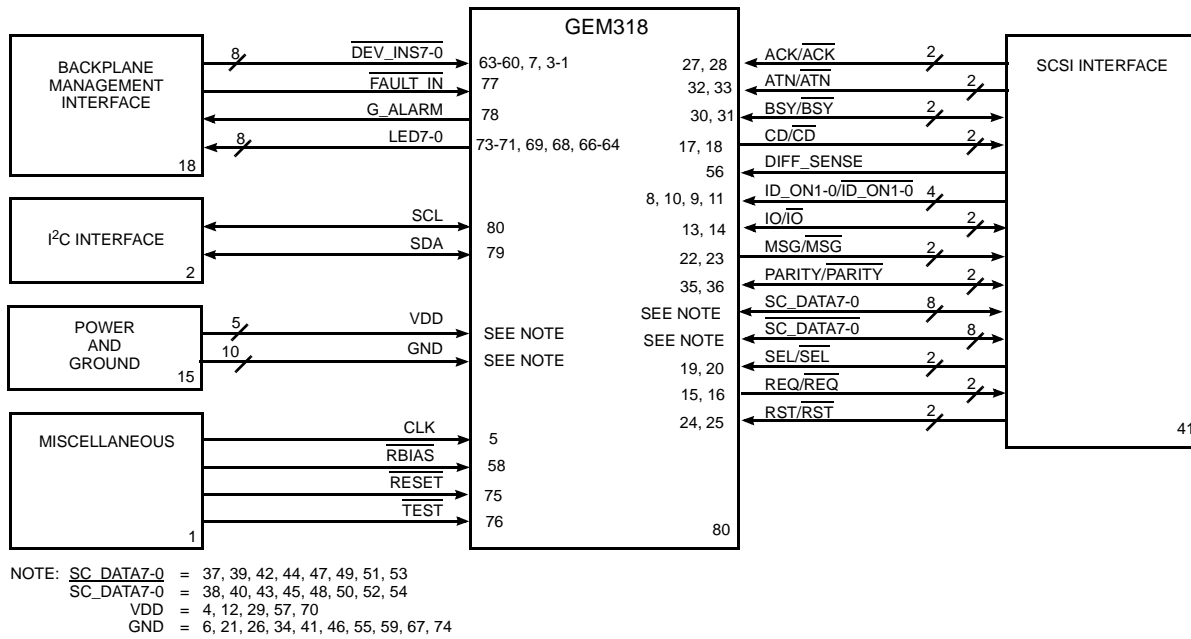 GEM318
BACKPLANE
MANAGEMENT
INTERFACE
18
8 DEV_INS7-0 63-60, 7, 3-1
FAULT_IN 77
G_ALARM 78
8 LED7-0 73-71, 69, 68, 66-64
I2C INTERFACE
2
SCL 80
SDA 79
POWER
AND
GROUND
15
5 VDD SEE NOTE
10 GND SEE NOTE
MISCELLANEOUS
1
CLK 5
RBIAS 58
RESET 75
TEST 76
80
27, 28 ACK/ACK 2
32, 33 ATN/ATN 2
30, 31 BSY/BSY 2
17, 18 CD/CD 2
56 DIFF_SENSE
8, 10, 9, 11 ID_ON1-0/ID_ON1-0 4
13, 14 IO/IO 2
22, 23 MSG/MSG 2
35, 36 PARITY/PARITY 2
SEE NOTE SC_DATA7-0 8
SEE NOTE SC_DATA7-0 8
19, 20 SEL/SEL 2
15, 16 REQ/REQ 2
24, 25 RST/RST 2
SCSI INTERFACE
41
NOTE: SC_DATA7-0 = 37, 39, 42, 44, 47, 49, 51, 53
SC_DATA7-0 = 38, 40, 43, 45, 48, 50, 52, 54
VDD = 4, 12, 29, 57, 70
GND = 6, 21, 26, 34, 41, 46, 55, 59, 67, 74